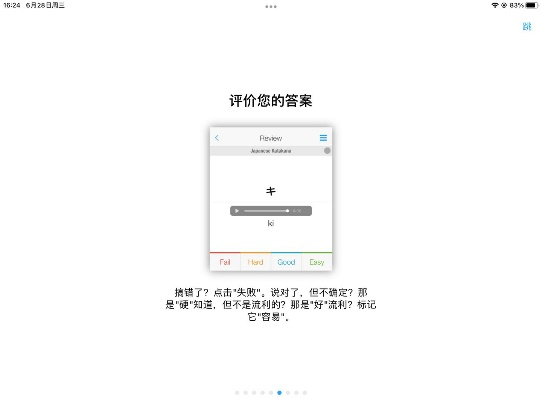 16:24 6月28日周三
83%
跳
评价您的答案
Review
Japanese Katakana
キ
ki
Fail Hard Good Easy
搞错了？点击"失败"。说对了，但不确定？那
是"硬"知道，但不是流利的？那是"好"流利？标记
它"容易"。